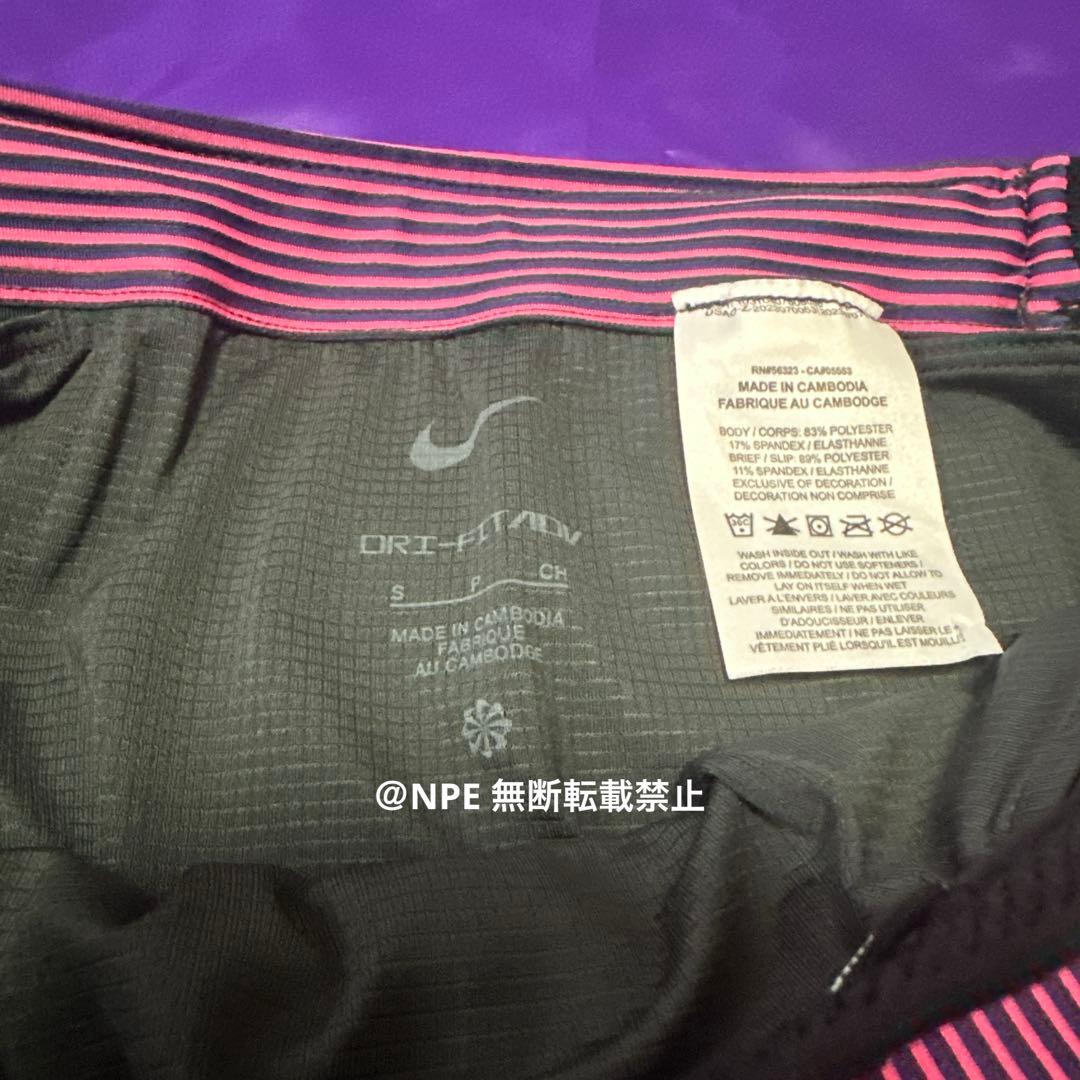 RN#56323 - CA#05553
MADE IN CAMBODIA
FABRIQUE AU CAMBODGE
BODY / CORPS: 83% POLYESTER
17% SPANDEX / ELASTHANNE
BRIEF / SLIP: 89% POLYESTER
11% SPANDEX / ELASTHANNE
EXCLUSIVE OF DECORATION /
DECORATION NON COMPRISE
30C
WASH INSIDE OUT / WASH WITH LIKE
COLORS / DO NOT USE SOFTENERS /
REMOVE IMMEDIATELY / DO NOT ALLOW TO
LAY ON ITSELF WHEN WET
LAVER A L'ENVERS / LAVER AVEC COULEURS
SIMILAIRES / NE PAS UTILISER
D'ADOUCISSEUR / ENLEVER
IMMEDIATEMENT / NE PAS LAISSER LE
VÊTEMENT PLIÉ LORSQU'IL EST MOUILLÉ
DRI-FIT ADV
S P CH
MADE IN CAMBODIA
FABRIQUE
AU CAMBODGE
@NPE 無断転載禁止